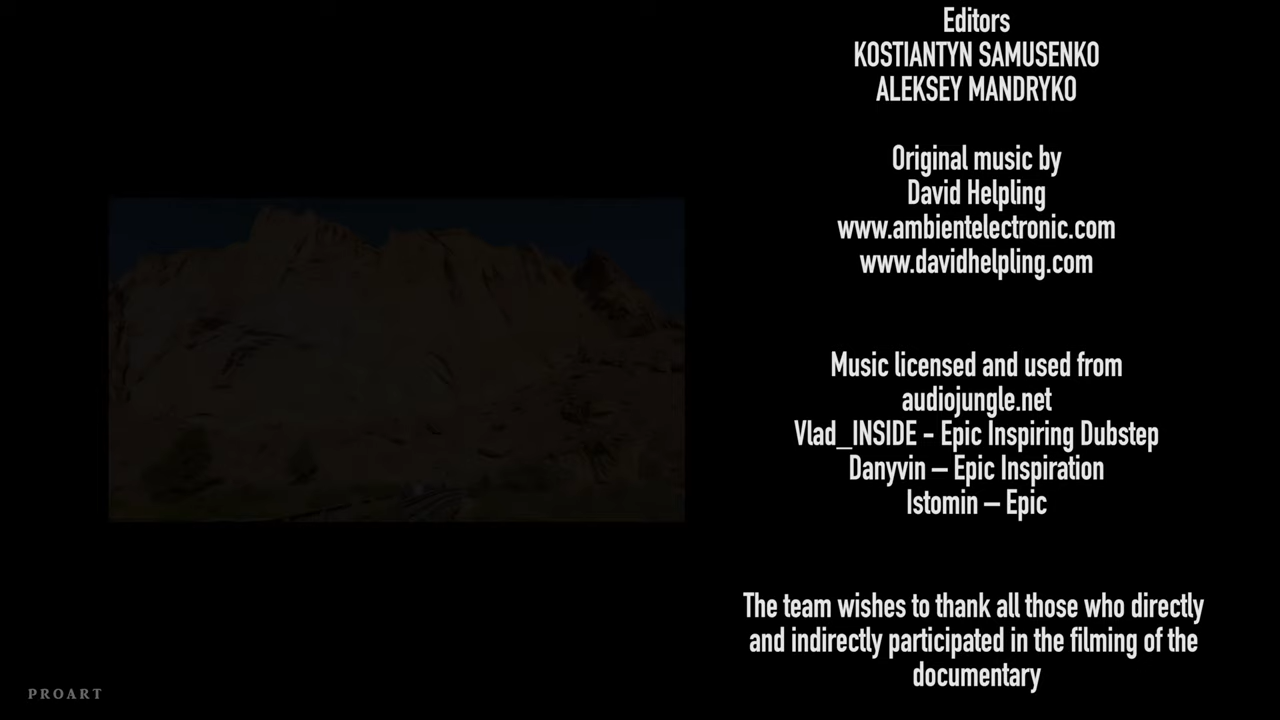 Editors
KOSTIANTYN SAMUSENKO
ALEKSEY MANDRYKO
Original music by
David Helpling
www.ambientelectronic.com
www.davidhelpling.com
Music licensed and used from
audiojungle.net
Vlad_INSIDE - Epic Inspiring Dubstep
Danyvin – Epic Inspiration
Istomin – Epic
The team wishes to thank all those who directly
and indirectly participated in the filming of the
documentary
PROART